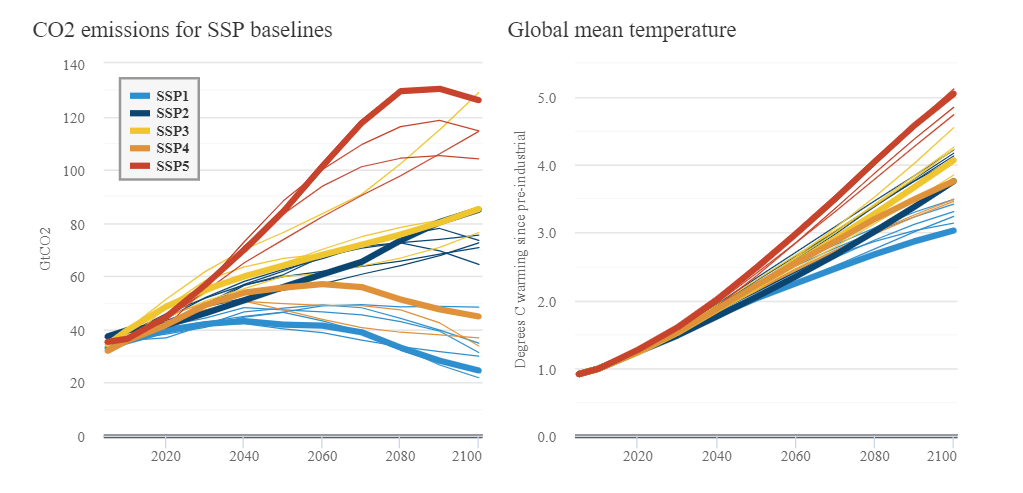 CO2 emissions for SSP baselines
GtCO2
140
120
100
80
60
40
20
0
SSP1
SSP2
SSP3
SSP4
SSP5
2020 2040 2060 2080 2100
Global mean temperature
Degrees C warming since pre-industrial
5.0
4.0
3.0
2.0
1.0
0.0
2020 2040 2060 2080 2100